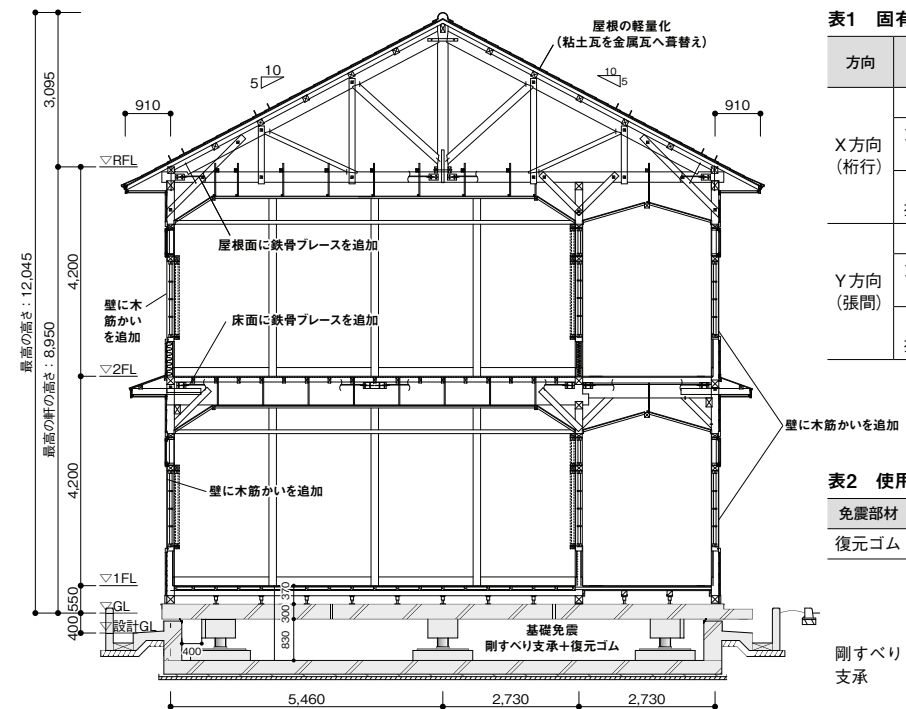 屋根の軽量化
(粘土瓦を金属瓦へ葺替え)
10
5
10
5
910
910
3,095
▽RFL
屋根面に鉄骨ブレースを追加
4,200
壁に木
筋かい
を追加
床面に鉄骨ブレースを追加
▽2FL
最高の高さ:12,045
最高の軒の高さ:8,950
壁に木筋かいを追加
4,200
壁に木筋かいを追加
▽1FL
550
▽GL
400
▽設計GL
370
300
830
400
基礎免震
剛すべり支承+復元ゴム
5,460
2,730
2,730
表1 固有
方向
X方向
(桁行)
Y方向
(張間)
表2 使用
免震部材
復元ゴム
剛すべり
支承